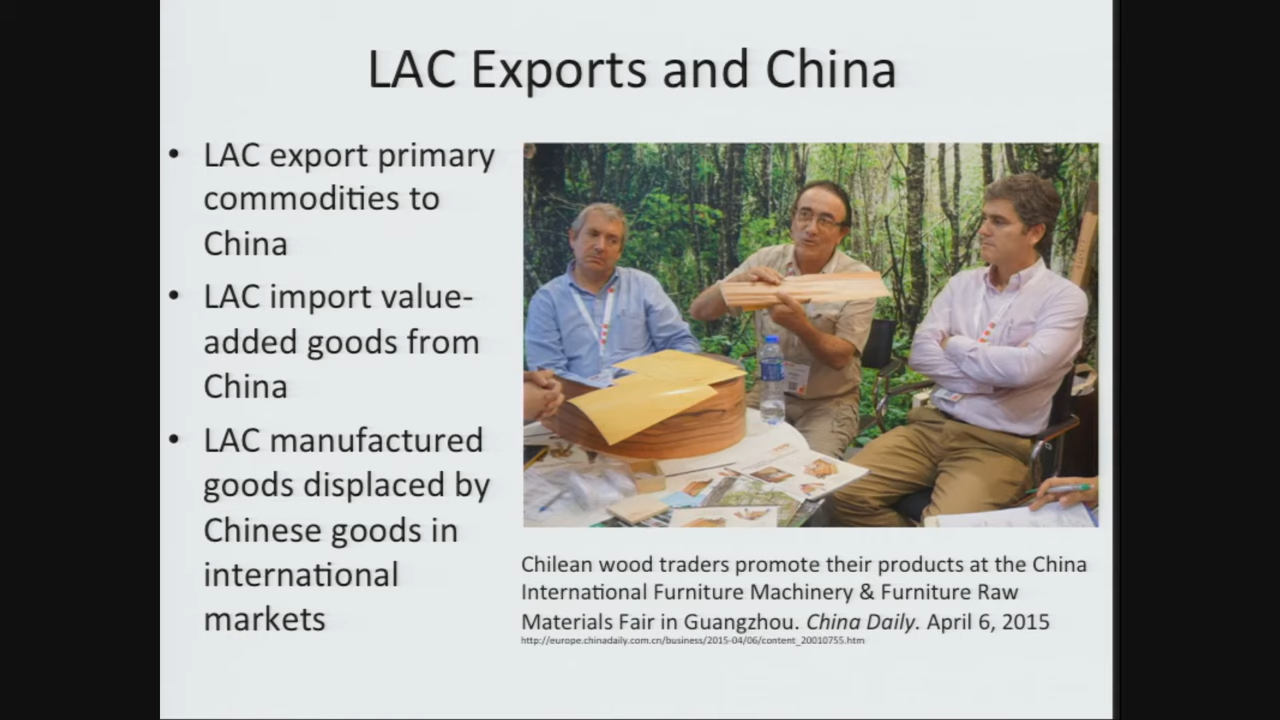 LAC Exports and China
• LAC export primary
commodities to
China
• LAC import value-
added goods from
China
• LAC manufactured
goods displaced by
Chinese goods in
international
markets
Chilean wood traders promote their products at the China
International Furniture Machinery & Furniture Raw
Materials Fair in Guangzhou. China Daily. April 6, 2015
http://europe.chinadaily.com.cn/business/2015-04/06/content_20010755.htm